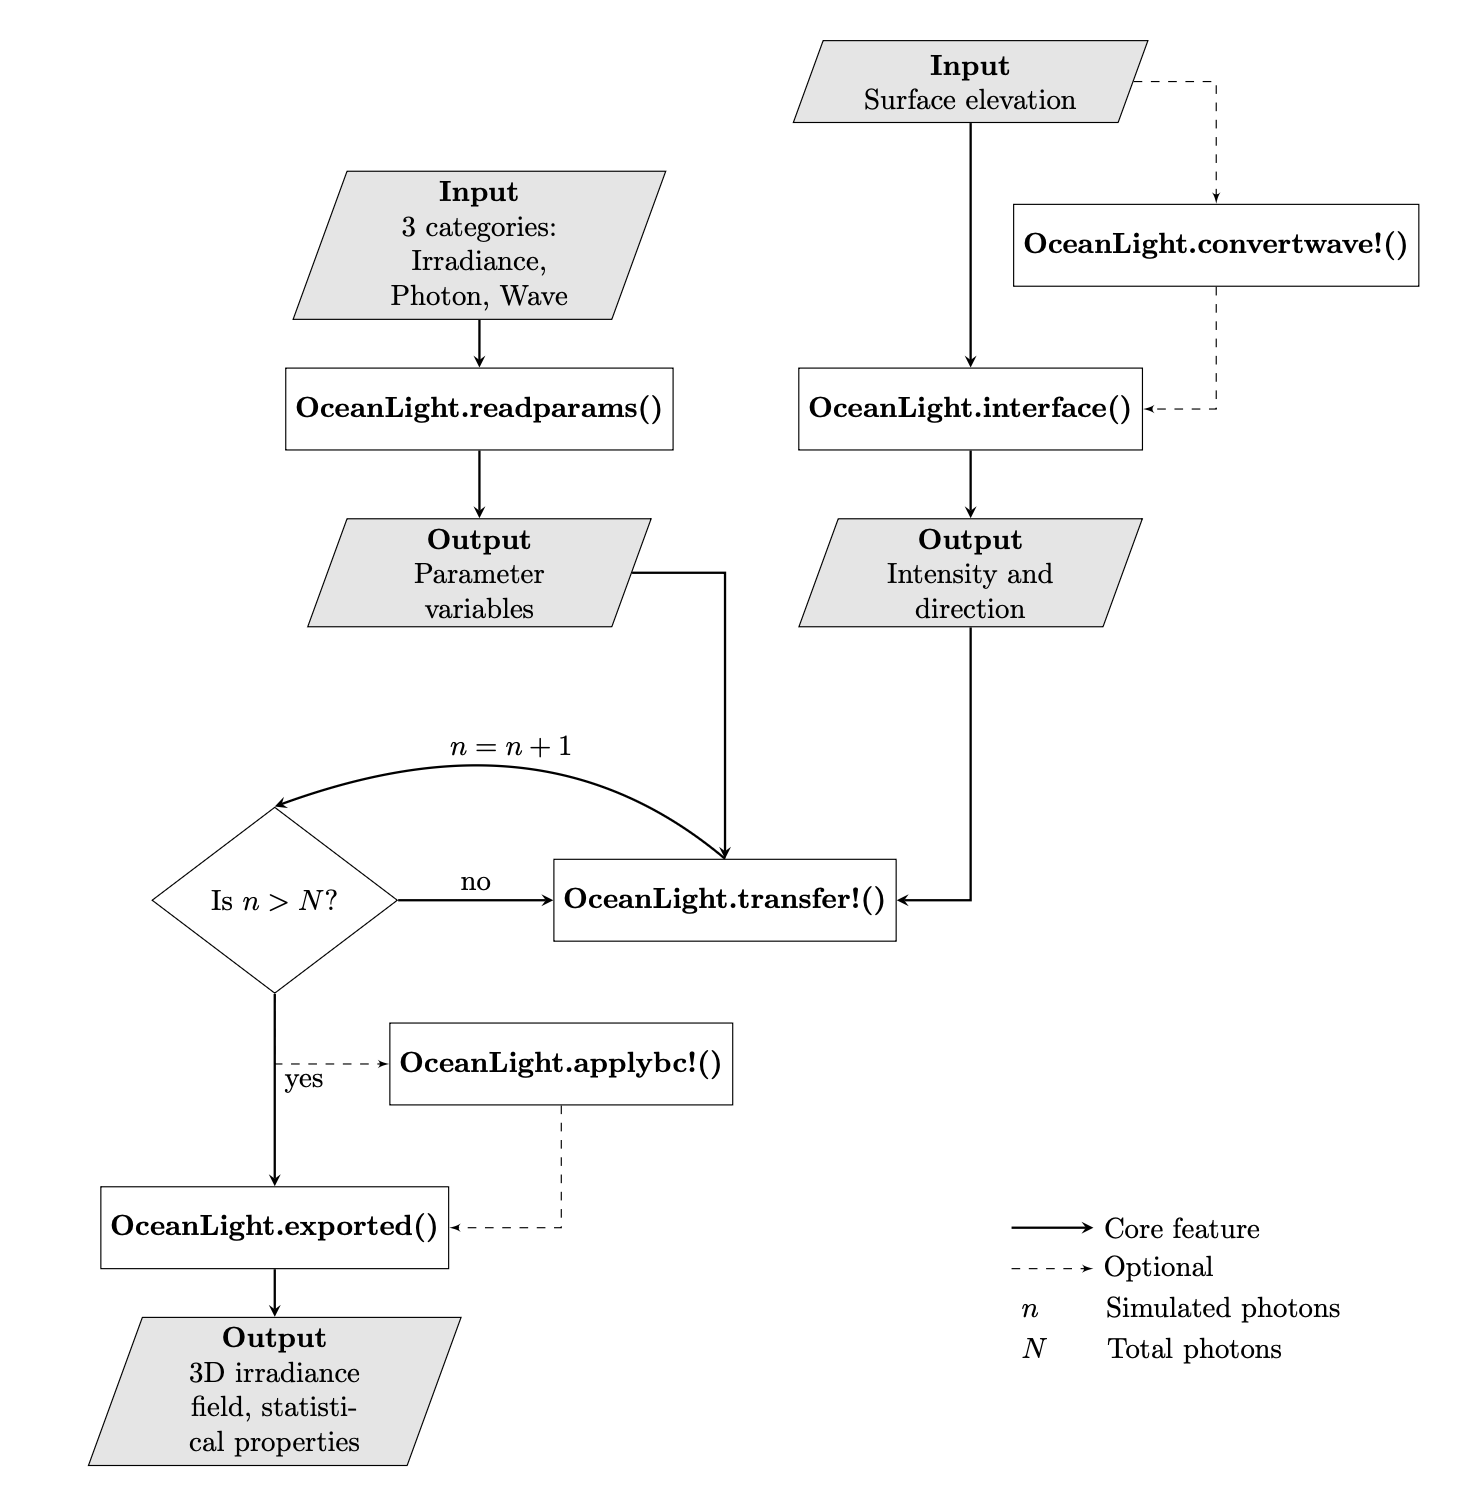 Input
Surface elevation
Input
3 categories:
Irradiance,
Photon, Wave
OceanLight.convertwave!()
OceanLight.readparams()
OceanLight.interface()
Output
Parameter
variables
Output
Intensity and
direction
n = n + 1
Is n > N?
no
OceanLight.transfer!()
OceanLight.applybc!()
yes
OceanLight.exported()
Output
3D irradiance
field, statisti-
cal properties
Core feature
Optional
n Simulated photons
N Total photons